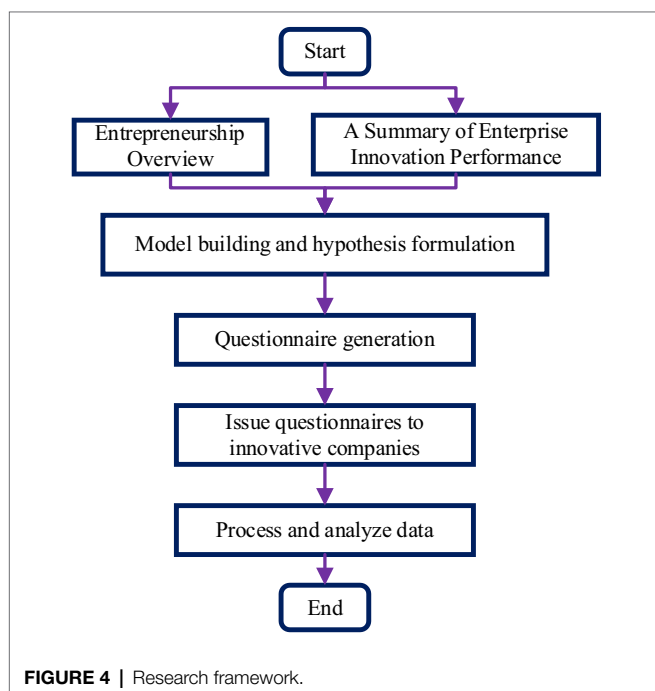 Start
Entrepreneurship
Overview
A Summary of Enterprise
Innovation Performance
Model building and hypothesis formulation
Questionnaire generation
Issue questionnaires to
innovative companies
Process and analyze data
End
FIGURE 4 | Research framework.